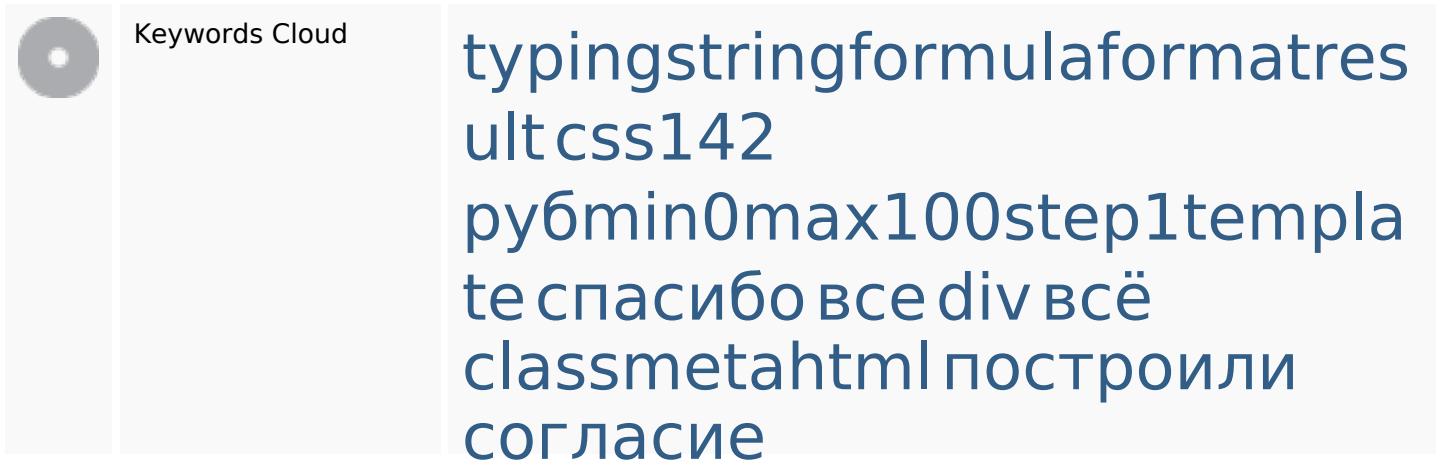 Keywords Cloud
typingstringformulaformatres
ult css142
рубmin0max100step1templa
te спасибо все div всё
classmetahtml построили
согласие